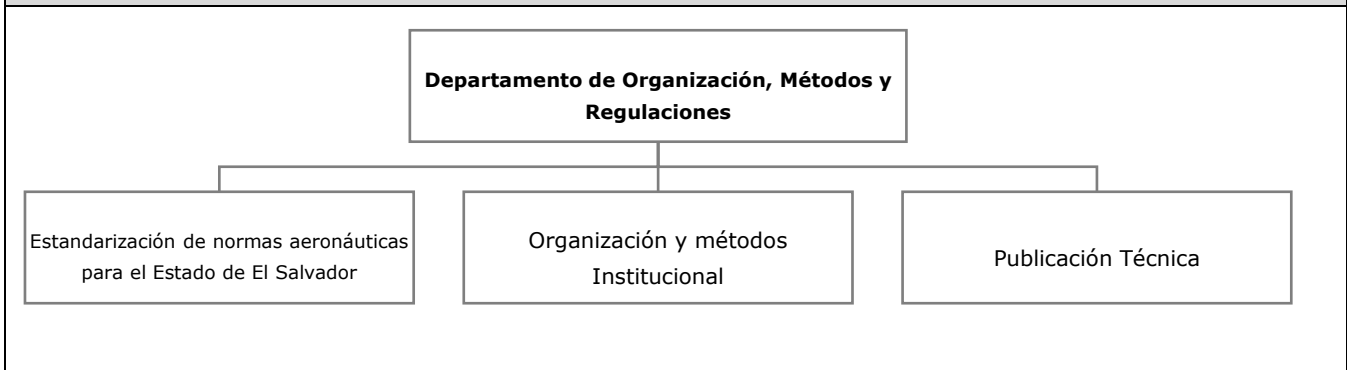 Departamento de Organización, Métodos y
Regulaciones
Estandarización de normas aeronáuticas
para el Estado de El Salvador
Organización y métodos
Institucional
Publicación Técnica